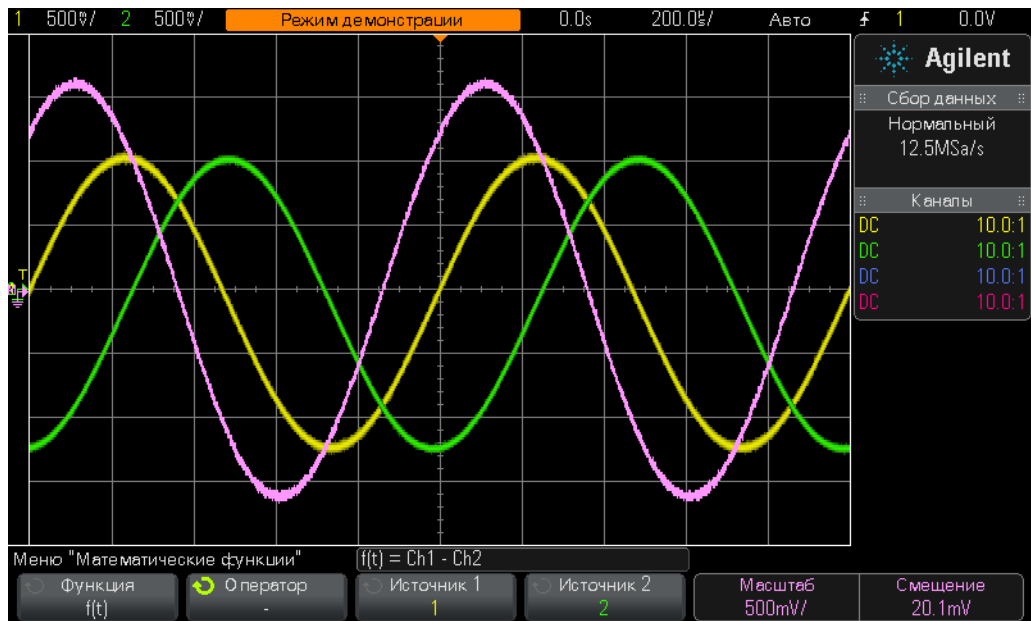 1 500mV/ 2 500mV/ Режим демонстрации 0.0s 200.0us/ Авто 1 0.0V
Agilent
Сбор данных
Нормальный
12.5MSa/s
Каналы
DC 10.0:1
DC 10.0:1
DC 10.0:1
DC 10.0:1
T
Меню "Математические функции" f(t) = Ch1 - Ch2
Функция Оператор Источник 1 Источник 2 Масштаб Смещение
f(t) - 1 2 500mV/ 20.1mV